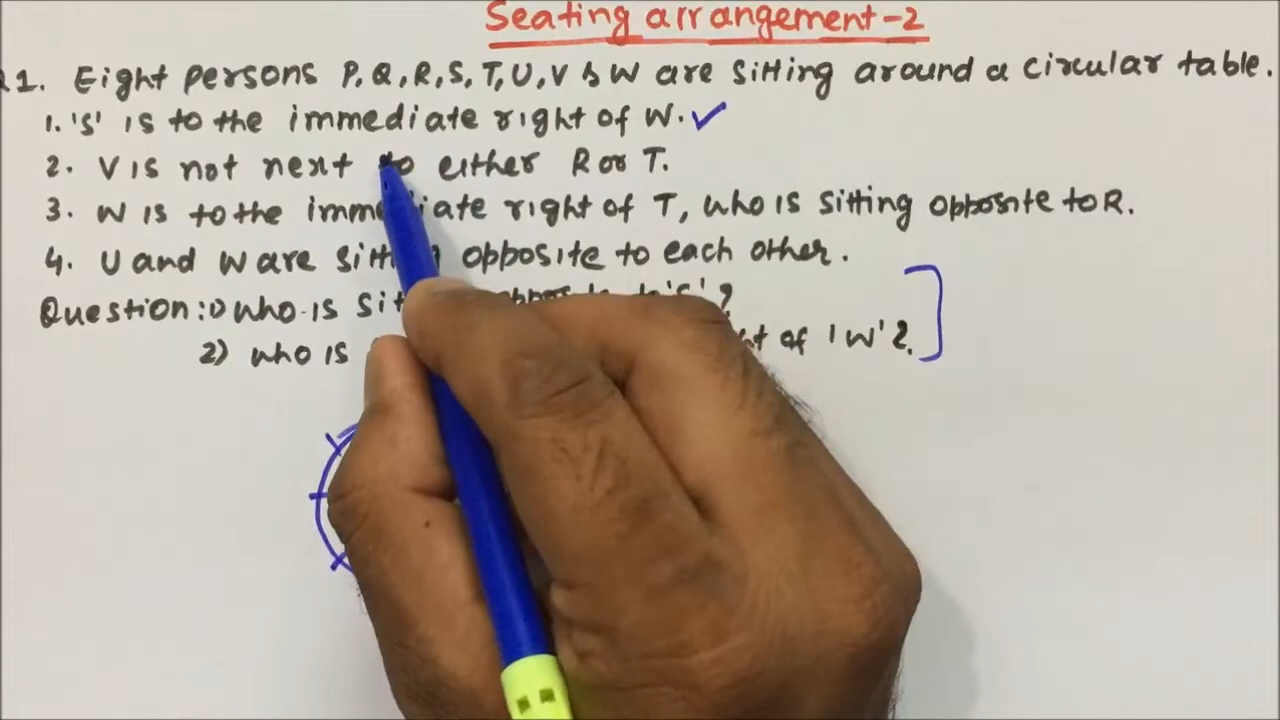 Seating arrangement-2
1. Eight persons P, Q, R, S, T, U, V & W are sitting around a circular table.
1. 'S' is to the immediate right of W. ✓
2. V is not next to either R or T.
3. W is to the immediate right of T, who is sitting opposite to R.
4. U and W are sitting opposite to each other.
Question: 1) who is 'S' ?
2) who is of 'W' ?